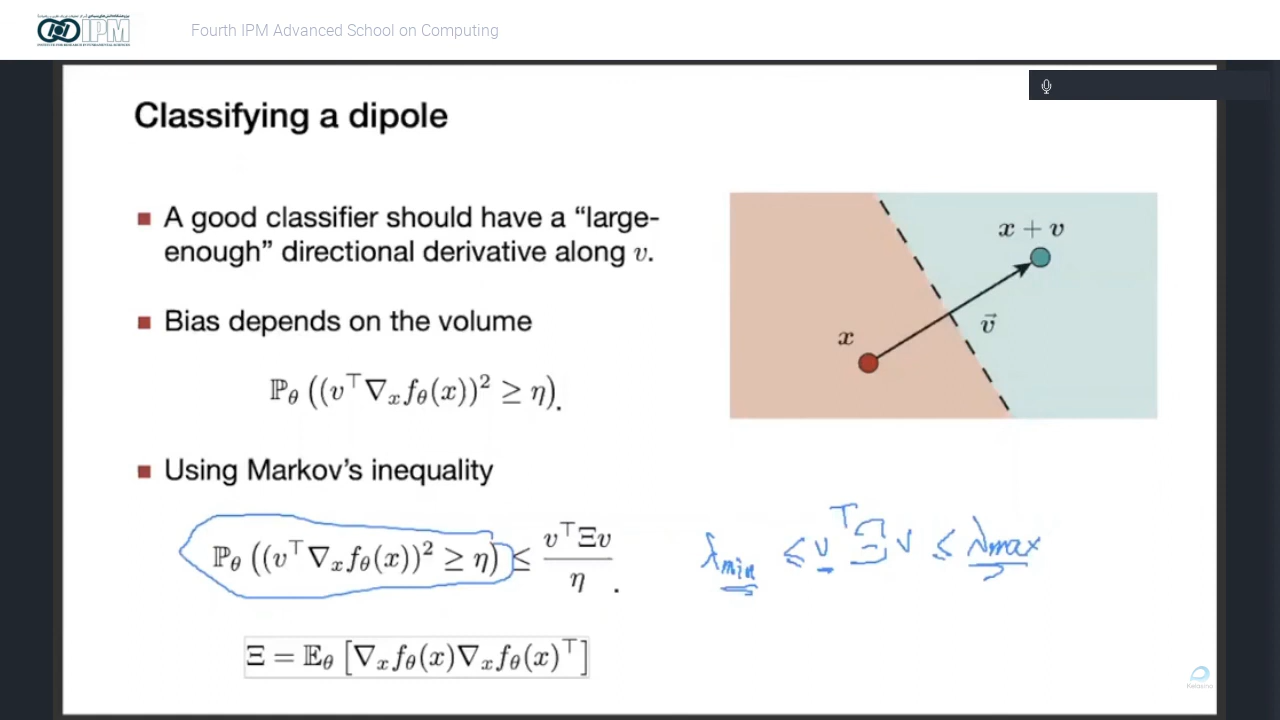 IPM
Fourth IPM Advanced School on Computing
Classifying a dipole
■ A good classifier should have a “large-
enough” directional derivative along v.
■ Bias depends on the volume
ℙ_θ ((v^⊤ ∇_x f_θ(x))² ≥ η).
■ Using Markov’s inequality
ℙ_θ ((v^⊤ ∇_x f_θ(x))² ≥ η) ≤ v^⊤Ξv / η .
Ξ = 𝔼_θ [∇_x f_θ(x)∇_x f_θ(x)^⊤]
x + v
v⃗
x
λ_min ≤ v^T Ξ v ≤ λ_max